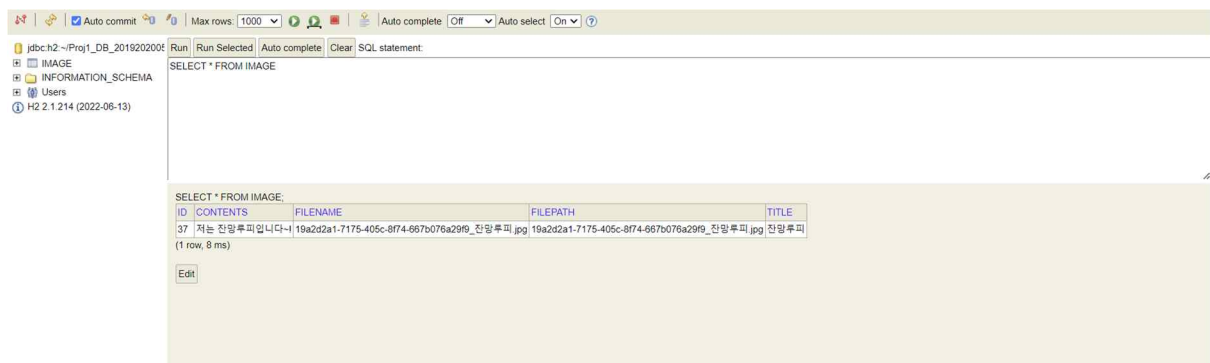 Auto commit Max rows: 1000 Auto complete Off Auto select On ?
jdbc:h2:~/Proj1_DB_201920200
IMAGE
INFORMATION_SCHEMA
Users
H2 2.1.214 (2022-06-13)
Run Run Selected Auto complete Clear SQL statement:
SELECT * FROM IMAGE
SELECT * FROM IMAGE;
ID CONTENTS FILENAME FILEPATH TITLE
37 저는 잔망루피입니다~! 19a2d2a1-7175-405c-8f74-667b076a29f9_잔망루피.jpg 19a2d2a1-7175-405c-8f74-667b076a29f9_잔망루피.jpg 잔망루피
(1 row, 8 ms)
Edit